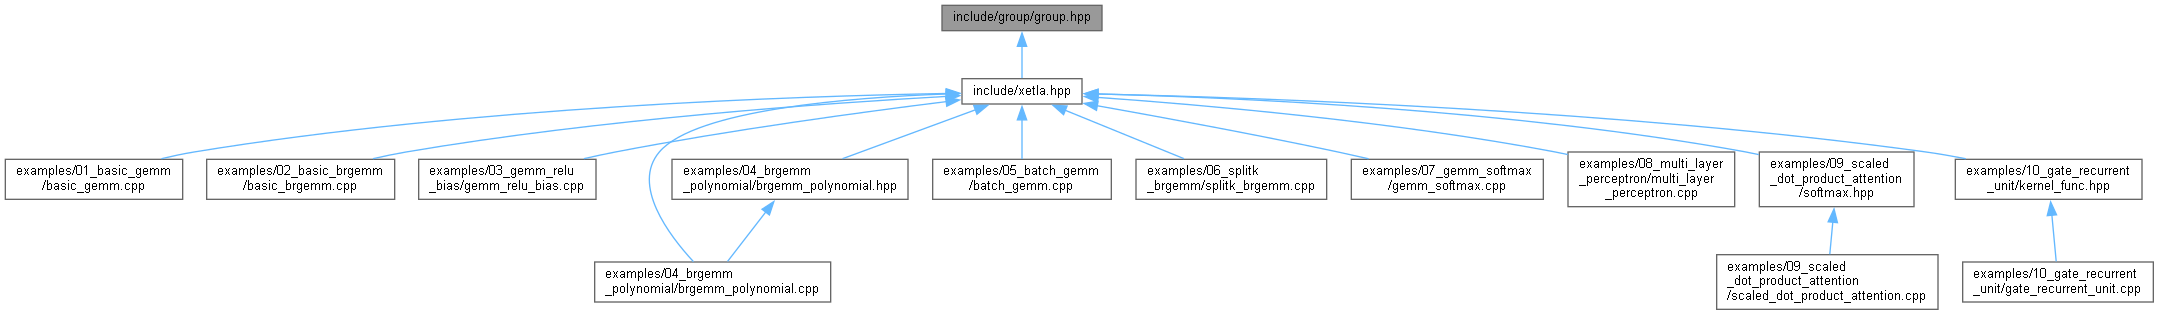 include/group/group.hpp
include/xetla.hpp
examples/01_basic_gemm
/basic_gemm.cpp
examples/02_basic_brgemm
/basic_brgemm.cpp
examples/03_gemm_relu
_bias/gemm_relu_bias.cpp
examples/04_brgemm
_polynomial/brgemm_polynomial.hpp
examples/05_batch_gemm
/batch_gemm.cpp
examples/06_splitk
_brgemm/splitk_brgemm.cpp
examples/07_gemm_softmax
/gemm_softmax.cpp
examples/08_multi_layer
_perceptron/multi_layer
_perceptron.cpp
examples/09_scaled
_dot_product_attention
/softmax.hpp
examples/10_gate_recurrent
_unit/kernel_func.hpp
examples/04_brgemm
_polynomial/brgemm_polynomial.cpp
examples/09_scaled
_dot_product_attention
/scaled_dot_product_attention.cpp
examples/10_gate_recurrent
_unit/gate_recurrent_unit.cpp